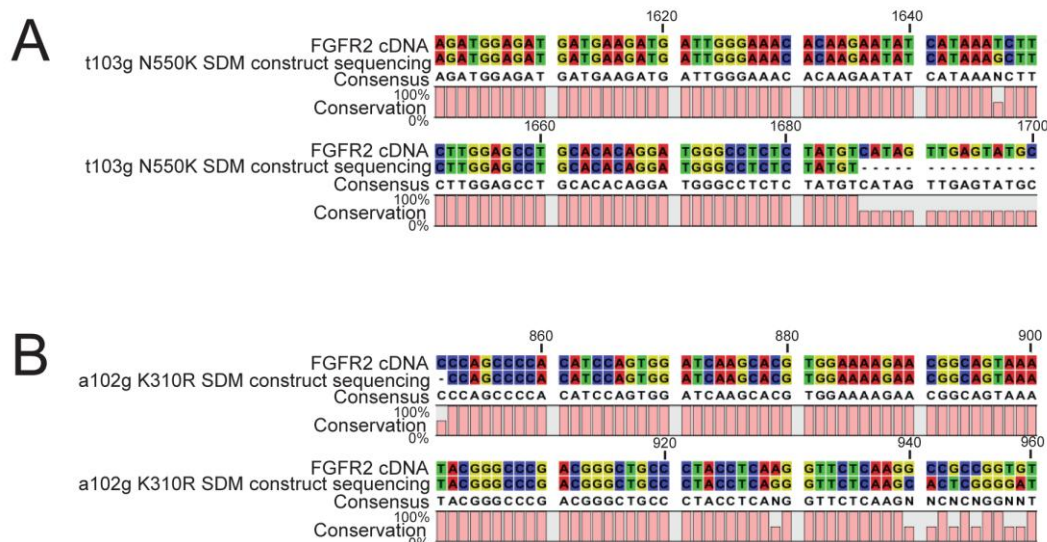 A
1620 1640
FGFR2 cDNA AGATGGAGAT GATGAAGATG ATTGGGAAAC ACAAGAATAT CATAAATCTT
t103g N550K SDM construct sequencing AGATGGAGAT GATGAAGATG ATTGGGAAAC ACAAGAATAT CATAAAGCTT
Consensus AGATGGAGAT GATGAAGATG ATTGGGAAAC ACAAGAATAT CATAAANCTT
100%
Conservation
0%
1660 1680 1700
FGFR2 cDNA CTTGGAGCCT GCACACAGGA TGGGCCTCTC TATGTCATAG TTGAGTATGC
t103g N550K SDM construct sequencing CTTGGAGCCT GCACACAGGA TGGGCCTCTC TATGT----- ----------
Consensus CTTGGAGCCT GCACACAGGA TGGGCCTCTC TATGTCATAG TTGAGTATGC
100%
Conservation
0%
B
860 880 900
FGFR2 cDNA CCCAGCCCCA CATCCAGTGG ATCAAGCACG TGGAAAAGAA CGGCAGTAAA
a102g K310R SDM construct sequencing -CCAGCCCCA CATCCAGTGG ATCAAGCACG TGGAAAAGAA CGGCAGTAAA
Consensus CCCAGCCCCA CATCCAGTGG ATCAAGCACG TGGAAAAGAA CGGCAGTAAA
100%
Conservation
0%
920 940 960
FGFR2 cDNA TACGGGCCCG ACGGGCTGCC CTACCTCAAG GTTCTCAAGG CCGCCGGTGT
a102g K310R SDM construct sequencing TACGGGCCCG ACGGGCTGCC CTACCTCAGG GTTCTCAAGC ACTCGGGGAT
Consensus TACGGGCCCG ACGGGCTGCC CTACCTCANG GTTCTCAAGN NCNCNGGNNT
100%
Conservation
0%